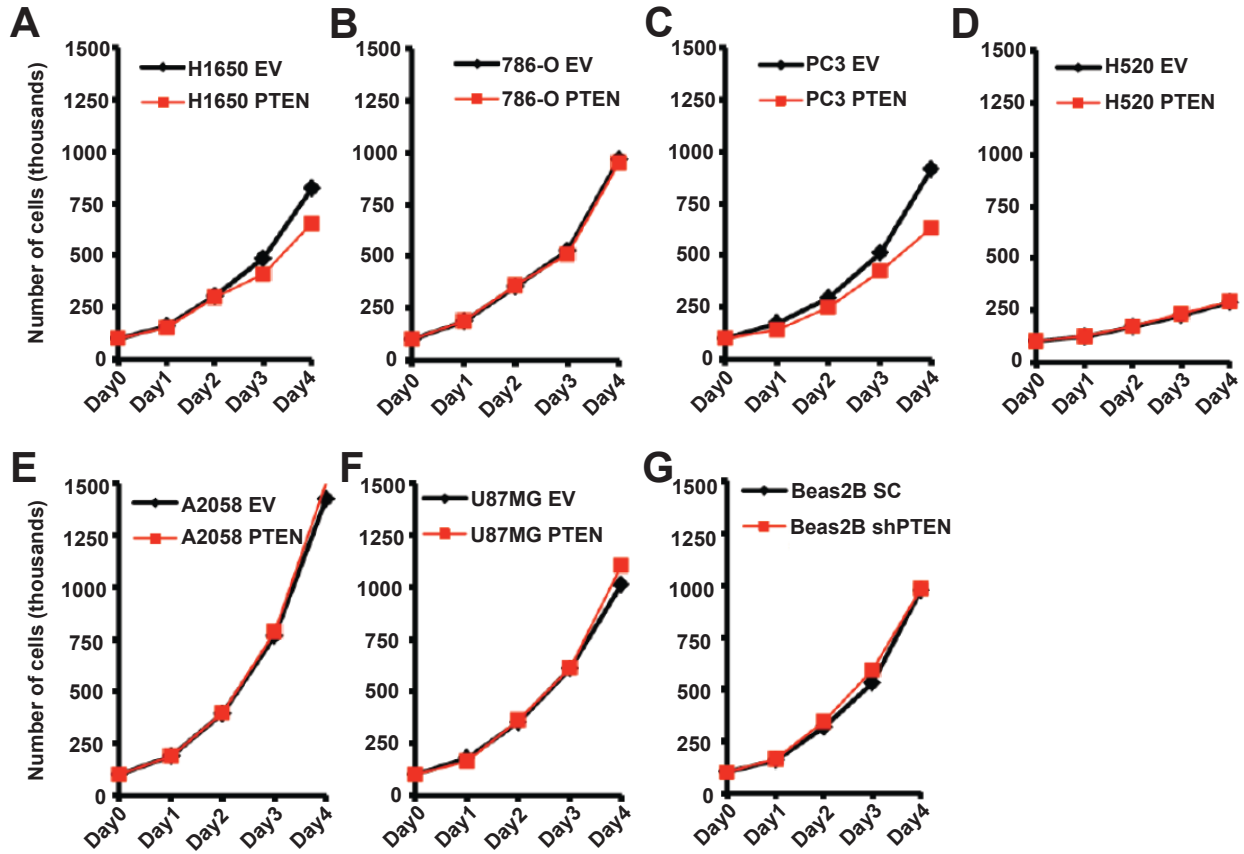 A
Number of cells (thousands)
1500
1250
1000
750
500
250
0
H1650 EV
H1650 PTEN
Day0
Day1
Day2
Day3
Day4
B
1500
1250
1000
750
500
250
0
786-O EV
786-O PTEN
Day0
Day1
Day2
Day3
Day4
C
1500
1250
1000
750
500
250
0
PC3 EV
PC3 PTEN
Day0
Day1
Day2
Day3
Day4
D
1500
1250
1000
750
500
250
0
H520 EV
H520 PTEN
Day0
Day1
Day2
Day3
Day4
E
Number of cells (thousands)
1500
1250
1000
750
500
250
0
A2058 EV
A2058 PTEN
Day0
Day1
Day2
Day3
Day4
F
1500
1250
1000
750
500
250
0
U87MG EV
U87MG PTEN
Day0
Day1
Day2
Day3
Day4
G
1500
1250
1000
750
500
250
0
Beas2B SC
Beas2B shPTEN
Day0
Day1
Day2
Day3
Day4